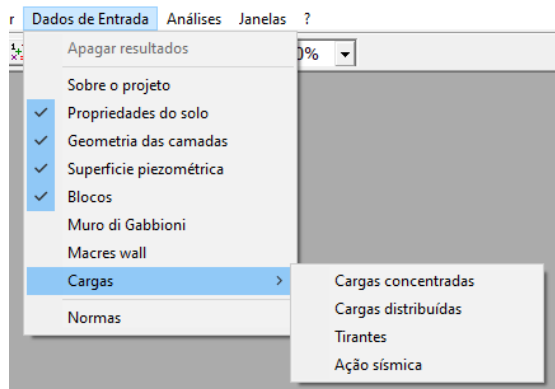 r Dados de Entrada Análises Janelas ?
Apagar resultados
0%
Sobre o projeto
Propriedades do solo
Geometria das camadas
Superficie piezométrica
Blocos
Muro di Gabbioni
Macres wall
Cargas
Normas
Cargas concentradas
Cargas distribuídas
Tirantes
Ação sísmica